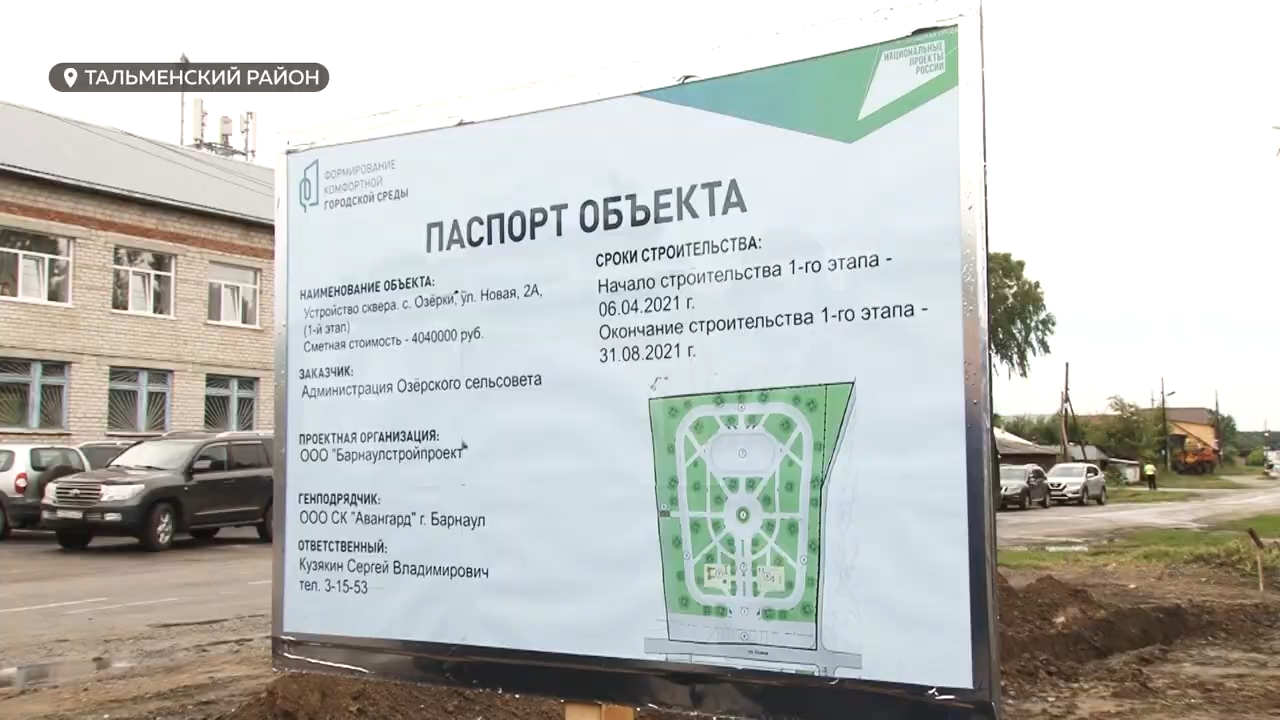 ТАЛЬМЕНСКИЙ РАЙОН
НАЦИОНАЛЬНЫЕ
ПРОЕКТЫ
РОССИИ
ФОРМИРОВАНИЕ
КОМФОРТНОЙ
ГОРОДСКОЙ СРЕДЫ
ПАСПОРТ ОБЪЕКТА
НАИМЕНОВАНИЕ ОБЪЕКТА:
Устройство сквера. с. Озёрки, ул. Новая, 2А,
(1-й этап)
Сметная стоимость - 4040000 руб.
ЗАКАЗЧИК:
Администрация Озёрского сельсовета
ПРОЕКТНАЯ ОРГАНИЗАЦИЯ:
ООО "Барнаулстройпроект"
ГЕНПОДРЯДЧИК:
ООО СК "Авангард" г. Барнаул
ОТВЕТСТВЕННЫЙ:
Кузякин Сергей Владимирович
тел. 3-15-53
СРОКИ СТРОИТЕЛЬСТВА:
Начало строительства 1-го этапа -
06.04.2021 г.
Окончание строительства 1-го этапа -
31.08.2021 г.